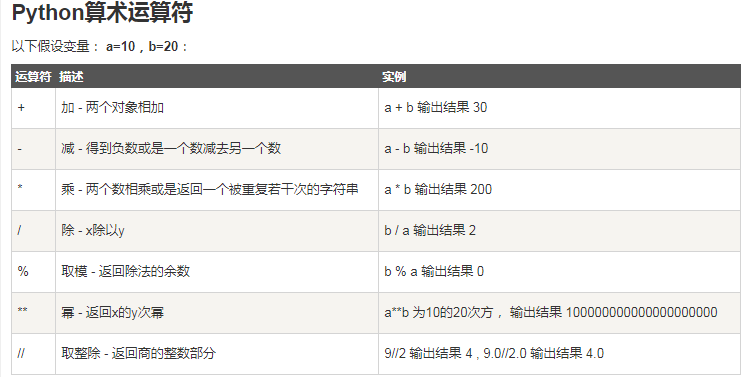 Python算术运算符
以下假设变量： a=10，b=20：
运算符 描述 实例
+ 加 - 两个对象相加 a + b 输出结果 30
- 减 - 得到负数或是一个数减去另一个数 a - b 输出结果 -10
* 乘 - 两个数相乘或是返回一个被重复若干次的字符串 a * b 输出结果 200
/ 除 - x除以y b / a 输出结果 2
% 取模 - 返回除法的余数 b % a 输出结果 0
** 幂 - 返回x的y次幂 a**b 为10的20次方， 输出结果 100000000000000000000
// 取整除 - 返回商的整数部分 9//2 输出结果 4 , 9.0//2.0 输出结果 4.0